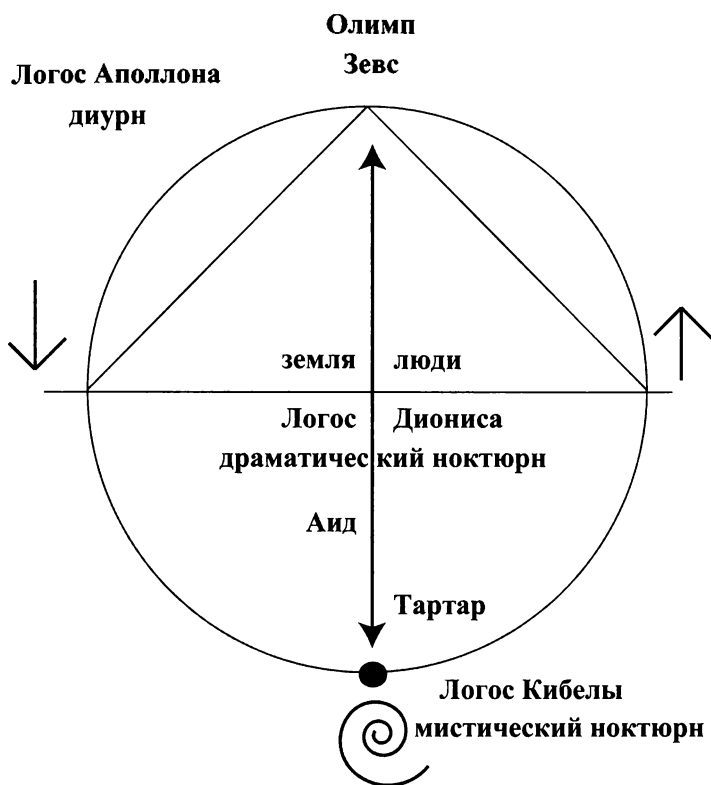 Олимп
Зевс
Логос Аполлона
диурн
земля люди
Логос Диониса
драматический ноктюрн
Аид
Тартар
Логос Кибелы
мистический ноктюрн